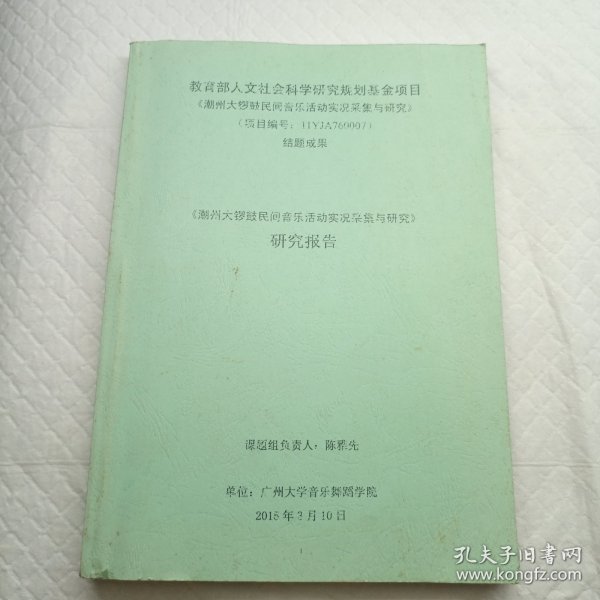 教育部人文社会科学研究规划基金项目
《潮州大锣鼓民间音乐活动实况采集与研究》
(项目编号:11YJA760007)
结题成果
《潮州大锣鼓民间音乐活动实况采集与研究》
研究报告
课题组负责人:陈雅先
单位:广州大学音乐舞蹈学院
2015年3月10日
孔夫子旧书网
www.kongfz.com